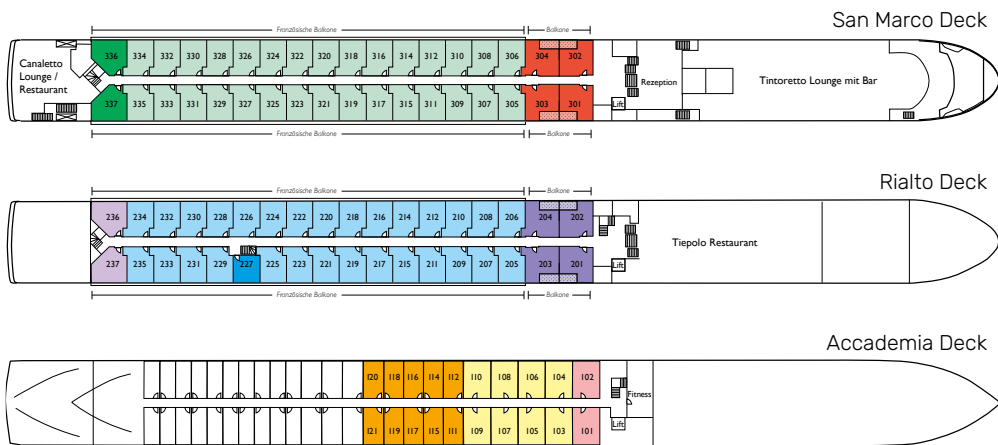 San Marco Deck
Französische Balkone
Balkone
336 334 332 330 328 326 324 322 320 318 316 314 312 310 308 306 304 302
Canaletto
Lounge /
Restaurant
Rezeption
Tintoretto Lounge mit Bar
337 335 333 331 329 327 325 323 321 319 317 315 311 309 307 305 303 301
Lift
Französische Balkone
Balkone
Rialto Deck
Französische Balkone
Balkone
236 234 232 230 228 226 224 222 220 218 216 214 212 210 208 206 204 202
Tiepolo Restaurant
237 235 233 231 229 227 225 223 221 219 217 215 211 209 207 205 203 201
Lift
Französische Balkone
Balkone
Accademia Deck
120 118 116 114 112 110 108 106 104 102
Fitness
121 119 117 115 111 109 107 105 103 101
Lift